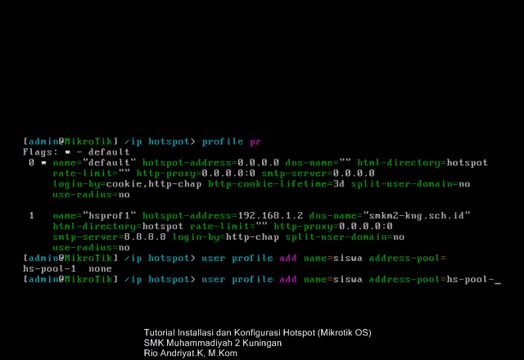 [admin@MikroTik] /ip hotspot> profile pr
Flags: * - default
0 * name="default" hotspot-address=0.0.0.0 dns-name="" html-directory=hotspot
rate-limit="" http-proxy=0.0.0.0:0 smtp-server=0.0.0.0
login-by=cookie,http-chap http-cookie-lifetime=3d split-user-domain=no
use-radius=no
1 name="hsprof1" hotspot-address=192.168.1.2 dns-name="smkm2-kng.sch.id"
html-directory=hotspot rate-limit="" http-proxy=0.0.0.0:0
smtp-server=8.8.8.8 login-by=http-chap split-user-domain=no
use-radius=no
[admin@MikroTik] /ip hotspot> user profile add name=siswa address-pool=
hs-pool-1 none
[admin@MikroTik] /ip hotspot> user profile add name=siswa address-pool=hs-pool-_
Tutorial Installasi dan Konfigurasi Hotspot (Mikrotik OS)
SMK Muhammadiyah 2 Kuningan
Rio Andriyat.K, M.Kom